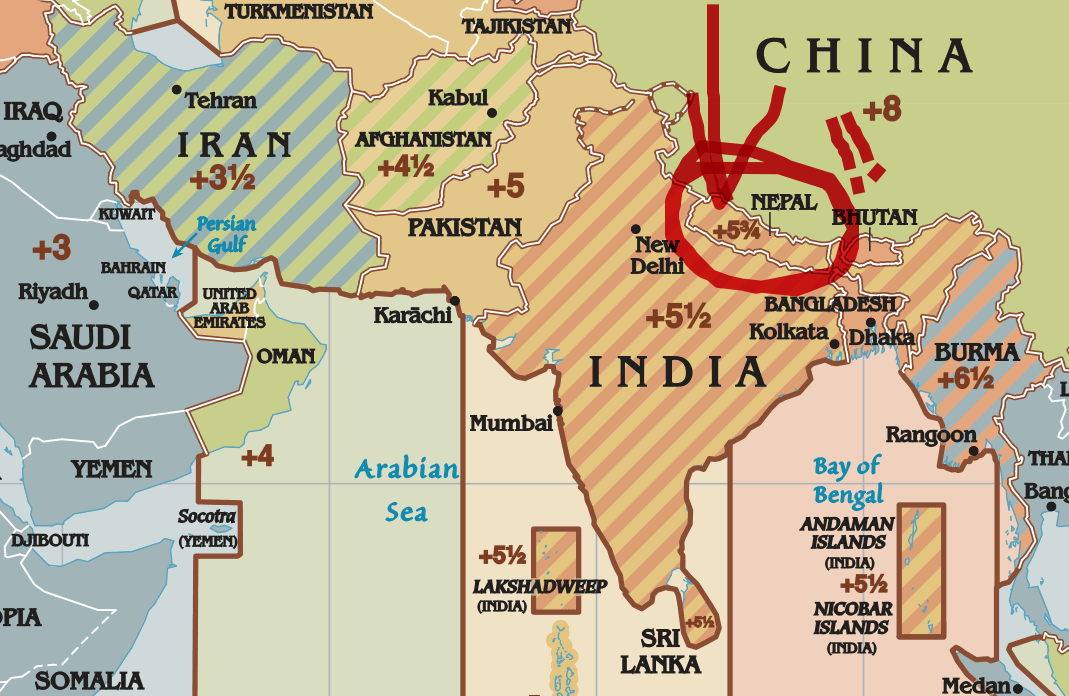 TURKMENISTAN
TAJIKISTAN
CHINA
+8
Tehran
IRAQ
aghdad
IRAN
+3½
Kabul
AFGHANISTAN
+4½
+5
PAKISTAN
KUWAIT
Persian
Gulf
+3
BAHRAIN
QATAR
Riyadh
SAUDI
ARABIA
UNITED
ARAB
EMIRATES
OMAN
Karāchi
NEPAL
+5¾
BHUTAN
!!
New
Delhi
+5½
INDIA
BANGLADESH
Kolkata
Dhaka
BURMA
+6½
Rangoon
Mumbai
YEMEN
+4
Arabian
Sea
Bay of
Bengal
THAI
Bang
L
Socotra
(YEMEN)
DJIBOUTI
+5½
LAKSHADWEEP
(INDIA)
ANDAMAN
ISLANDS
(INDIA)
+5½
NICOBAR
ISLANDS
(INDIA)
+5½
SRI
LANKA
OPIA
SOMALIA
Medan